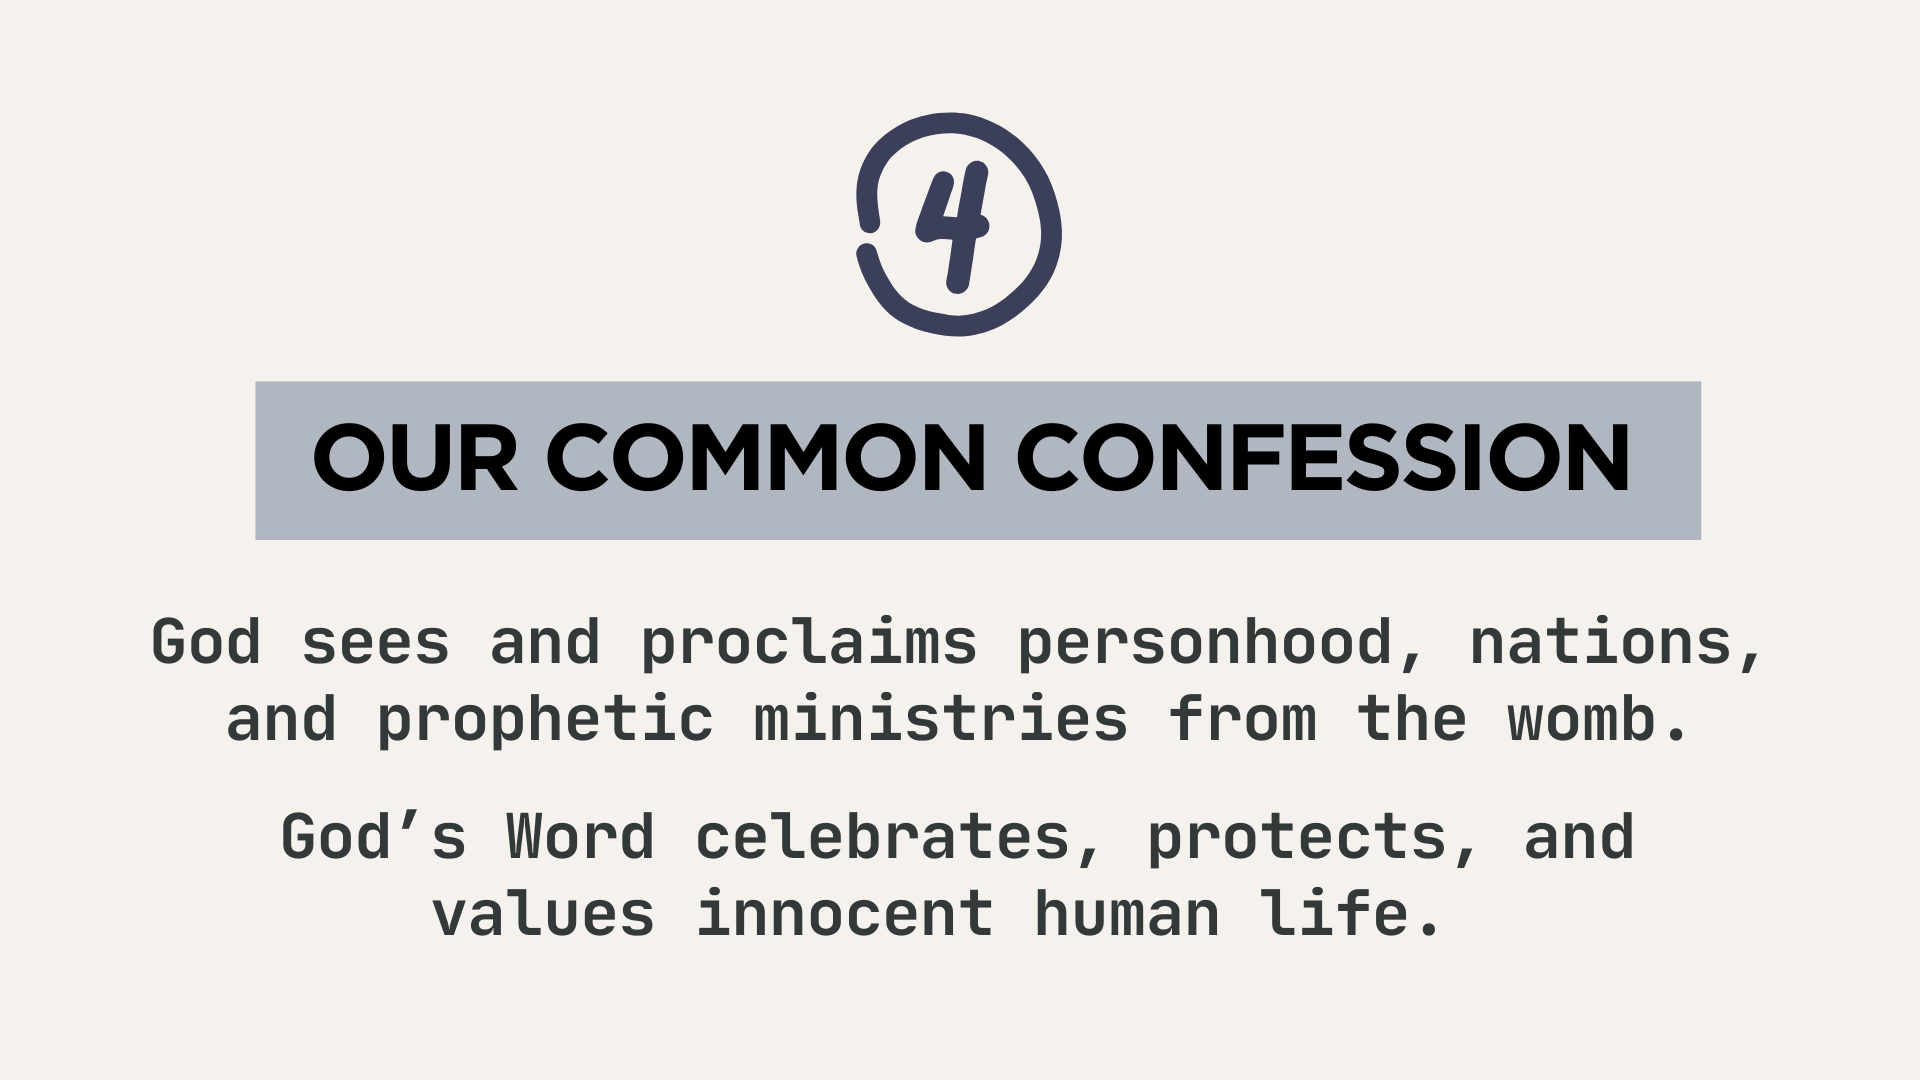 4
OUR COMMON CONFESSION
God sees and proclaims personhood, nations,
and prophetic ministries from the womb.
God’s Word celebrates, protects, and
values innocent human life.